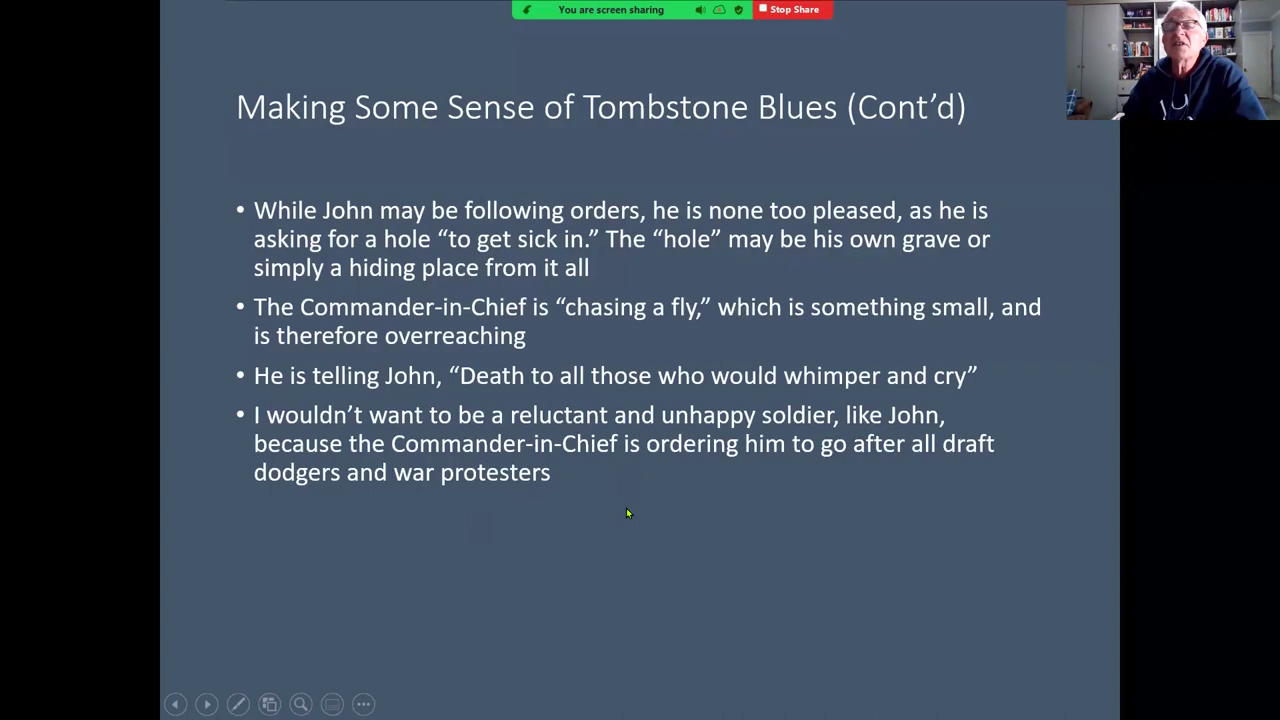 You are screen sharing
Stop Share
Making Some Sense of Tombstone Blues (Cont’d)
• While John may be following orders, he is none too pleased, as he is
asking for a hole “to get sick in.” The “hole” may be his own grave or
simply a hiding place from it all
• The Commander-in-Chief is “chasing a fly,” which is something small, and
is therefore overreaching
• He is telling John, “Death to all those who would whimper and cry”
• I wouldn’t want to be a reluctant and unhappy soldier, like John,
because the Commander-in-Chief is ordering him to go after all draft
dodgers and war protesters